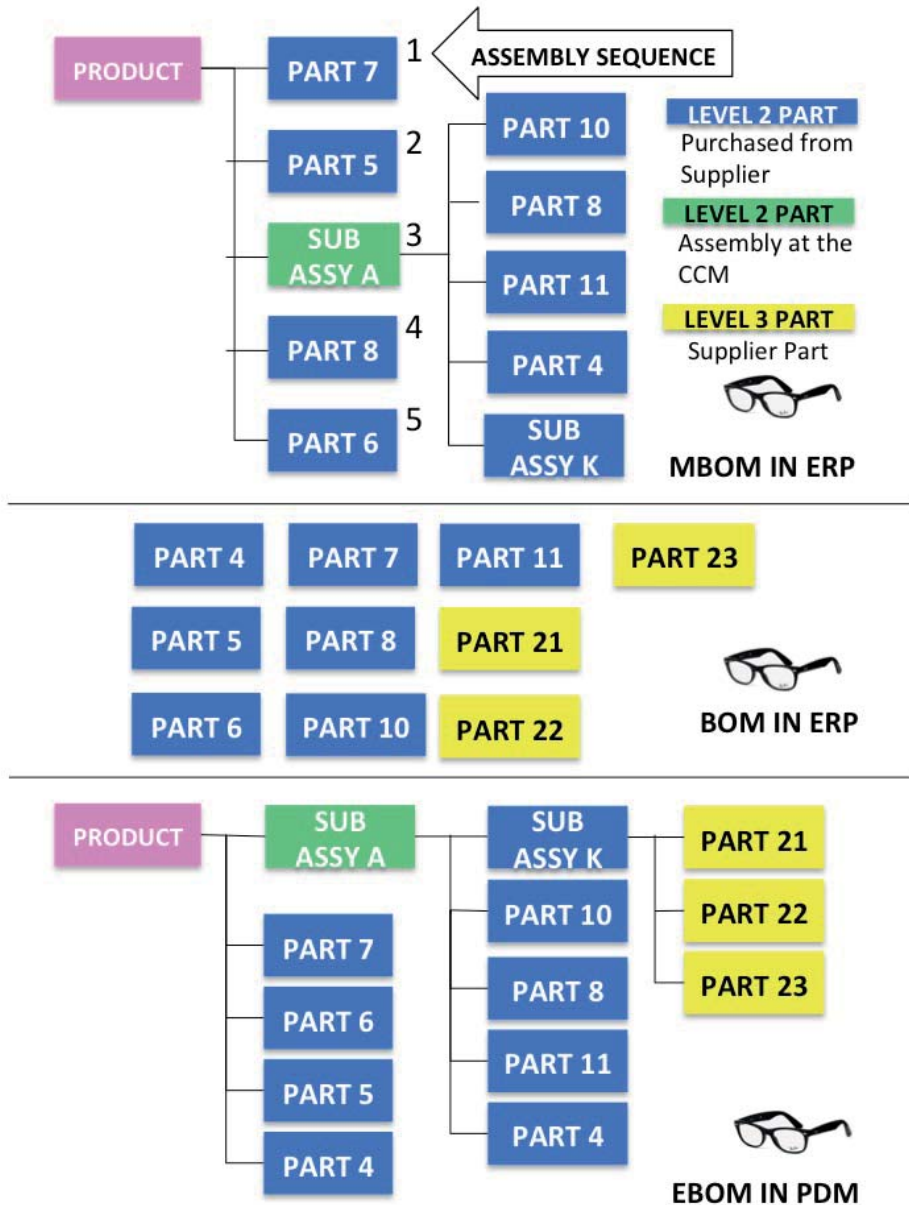 PRODUCT
PART 7
1
ASSEMBLY SEQUENCE
PART 5
2
SUB
ASSY A
3
PART 8
4
PART 6
5
PART 10
PART 8
PART 11
PART 4
SUB
ASSY K
LEVEL 2 PART
Purchased from
Supplier
LEVEL 2 PART
Assembly at the
CCM
LEVEL 3 PART
Supplier Part
MBOM IN ERP
PART 4
PART 7
PART 11
PART 23
PART 5
PART 8
PART 21
PART 6
PART 10
PART 22
BOM IN ERP
PRODUCT
SUB
ASSY A
PART 7
PART 6
PART 5
PART 4
SUB
ASSY K
PART 10
PART 8
PART 11
PART 4
PART 21
PART 22
PART 23
EBOM IN PDM